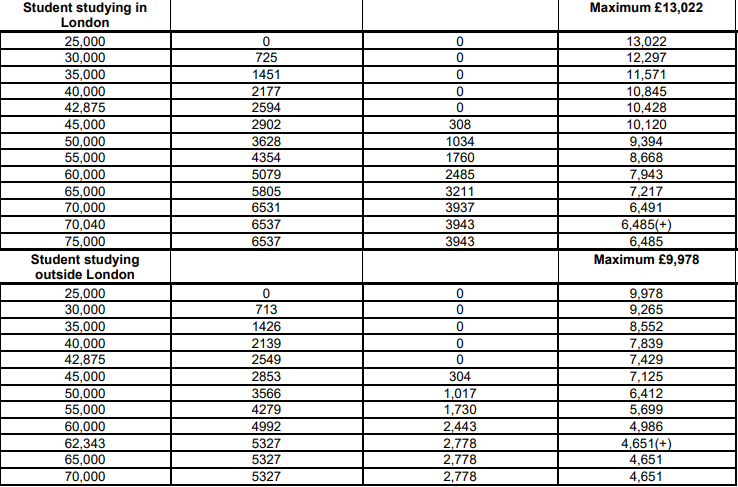 Student studying in London Maximum £13,022
25,000 0 0 13,022
30,000 725 0 12,297
35,000 1451 0 11,571
40,000 2177 0 10,845
42,875 2594 0 10,428
45,000 2902 308 10,120
50,000 3628 1034 9,394
55,000 4354 1760 8,668
60,000 5079 2485 7,943
65,000 5805 3211 7,217
70,000 6531 3937 6,491
70,040 6537 3943 6,485(+)
75,000 6537 3943 6,485
Student studying outside London Maximum £9,978
25,000 0 0 9,978
30,000 713 0 9,265
35,000 1426 0 8,552
40,000 2139 0 7,839
42,875 2549 0 7,429
45,000 2853 304 7,125
50,000 3566 1,017 6,412
55,000 4279 1,730 5,699
60,000 4992 2,443 4,986
62,343 5327 2,778 4,651(+)
65,000 5327 2,778 4,651
70,000 5327 2,778 4,651